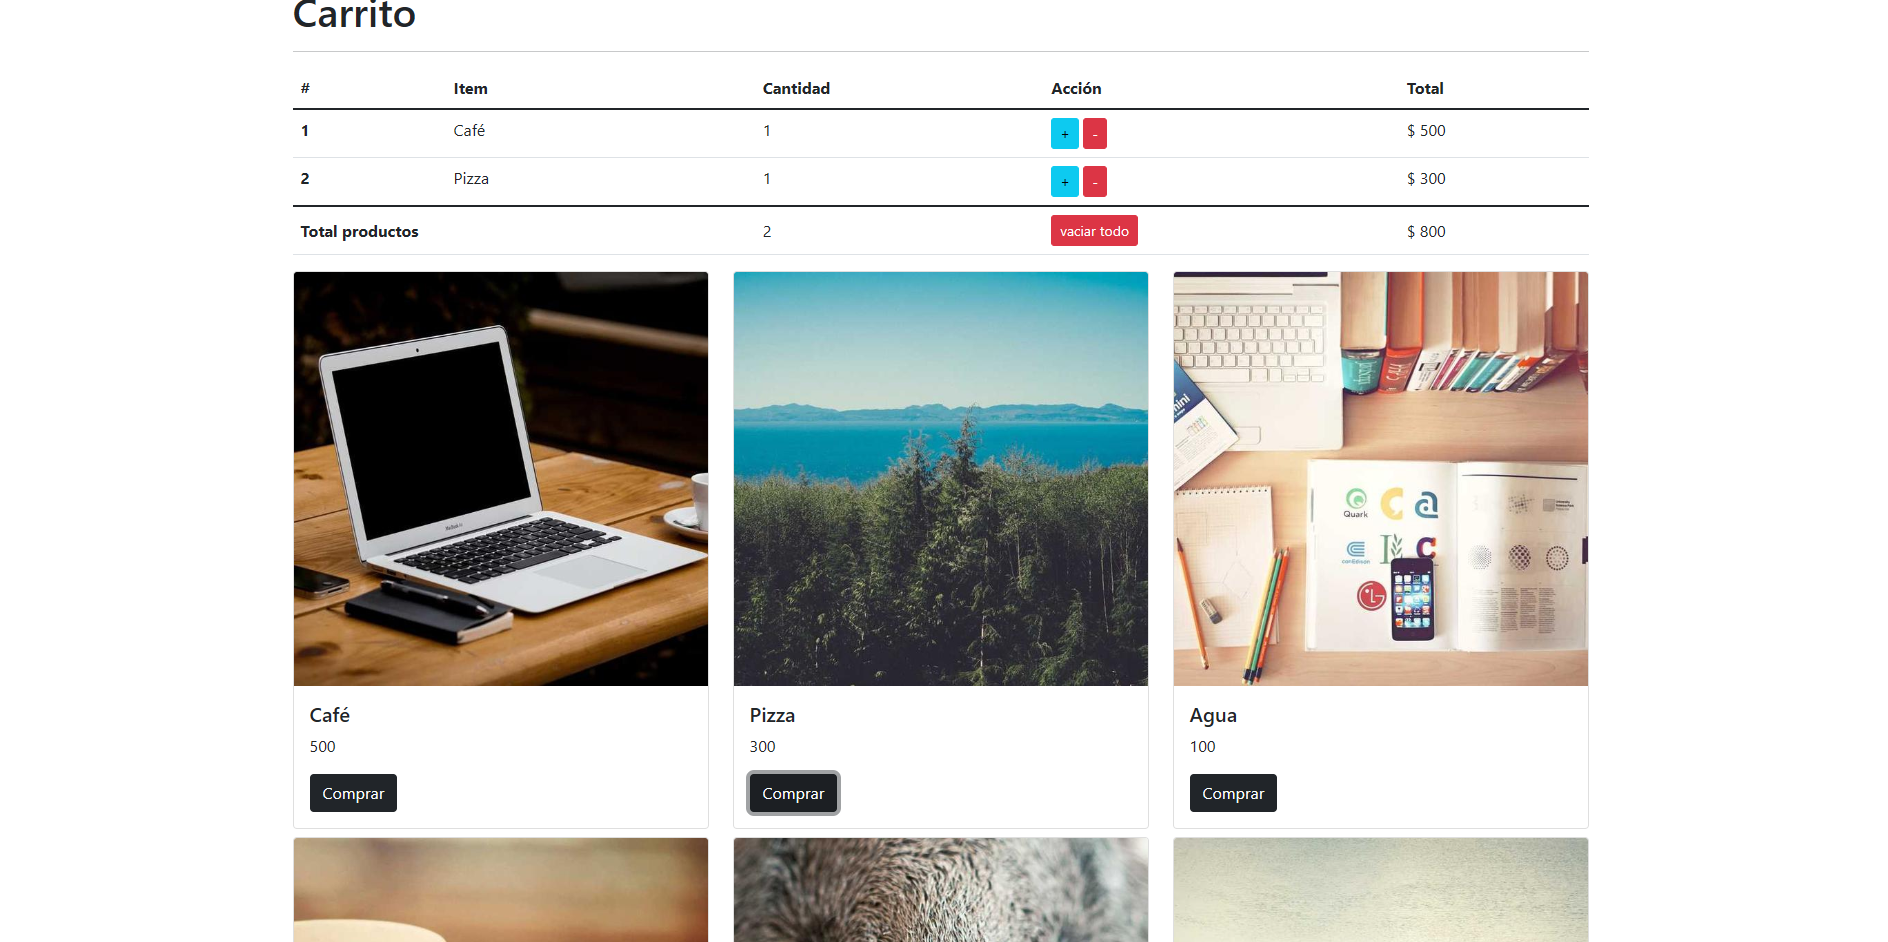 Carrito
# Item Cantidad Acción Total
1 Café 1 + - $ 500
2 Pizza 1 + - $ 300
Total productos 2 vaciar todo $ 800
Quark
Café
500
Comprar
Pizza
300
Comprar
Agua
100
Comprar